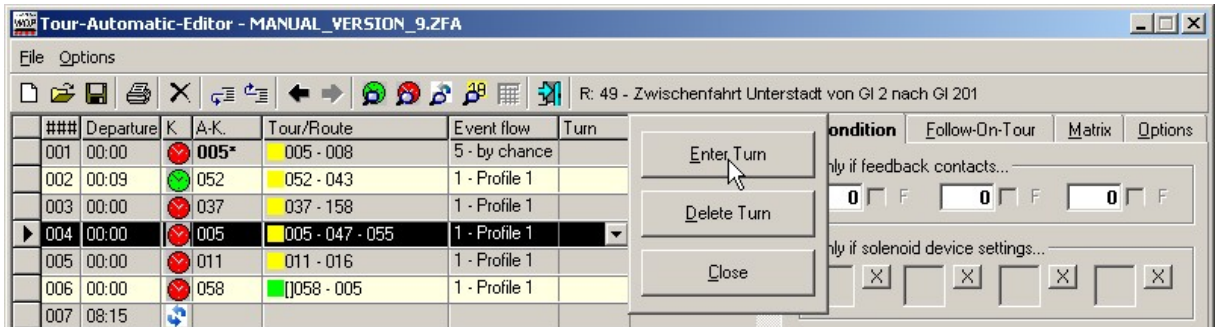 Tour-Automatic-Editor - MANUAL_VERSION_9.ZFA
File Options
R: 49 - Zwischenfahrt Unterstadt von Gl 2 nach Gl 201
### Departure K A-K. Tour/Route Event flow Turn
001 00:00 005* 005 - 008 5 - by chance
002 00:09 052 052 - 043 1 - Profile 1
003 00:00 037 037 - 158 1 - Profile 1
004 00:00 005 005 - 047 - 055 1 - Profile 1
005 00:00 011 011 - 016 1 - Profile 1
006 00:00 058 []058 - 005 1 - Profile 1
007 08:15
Enter Turn
Delete Turn
Close
ondition Follow-On-Tour Matrix Options
nly if feedback contacts...
0 F 0 F 0 F
nly if solenoid device settings...
X X X X